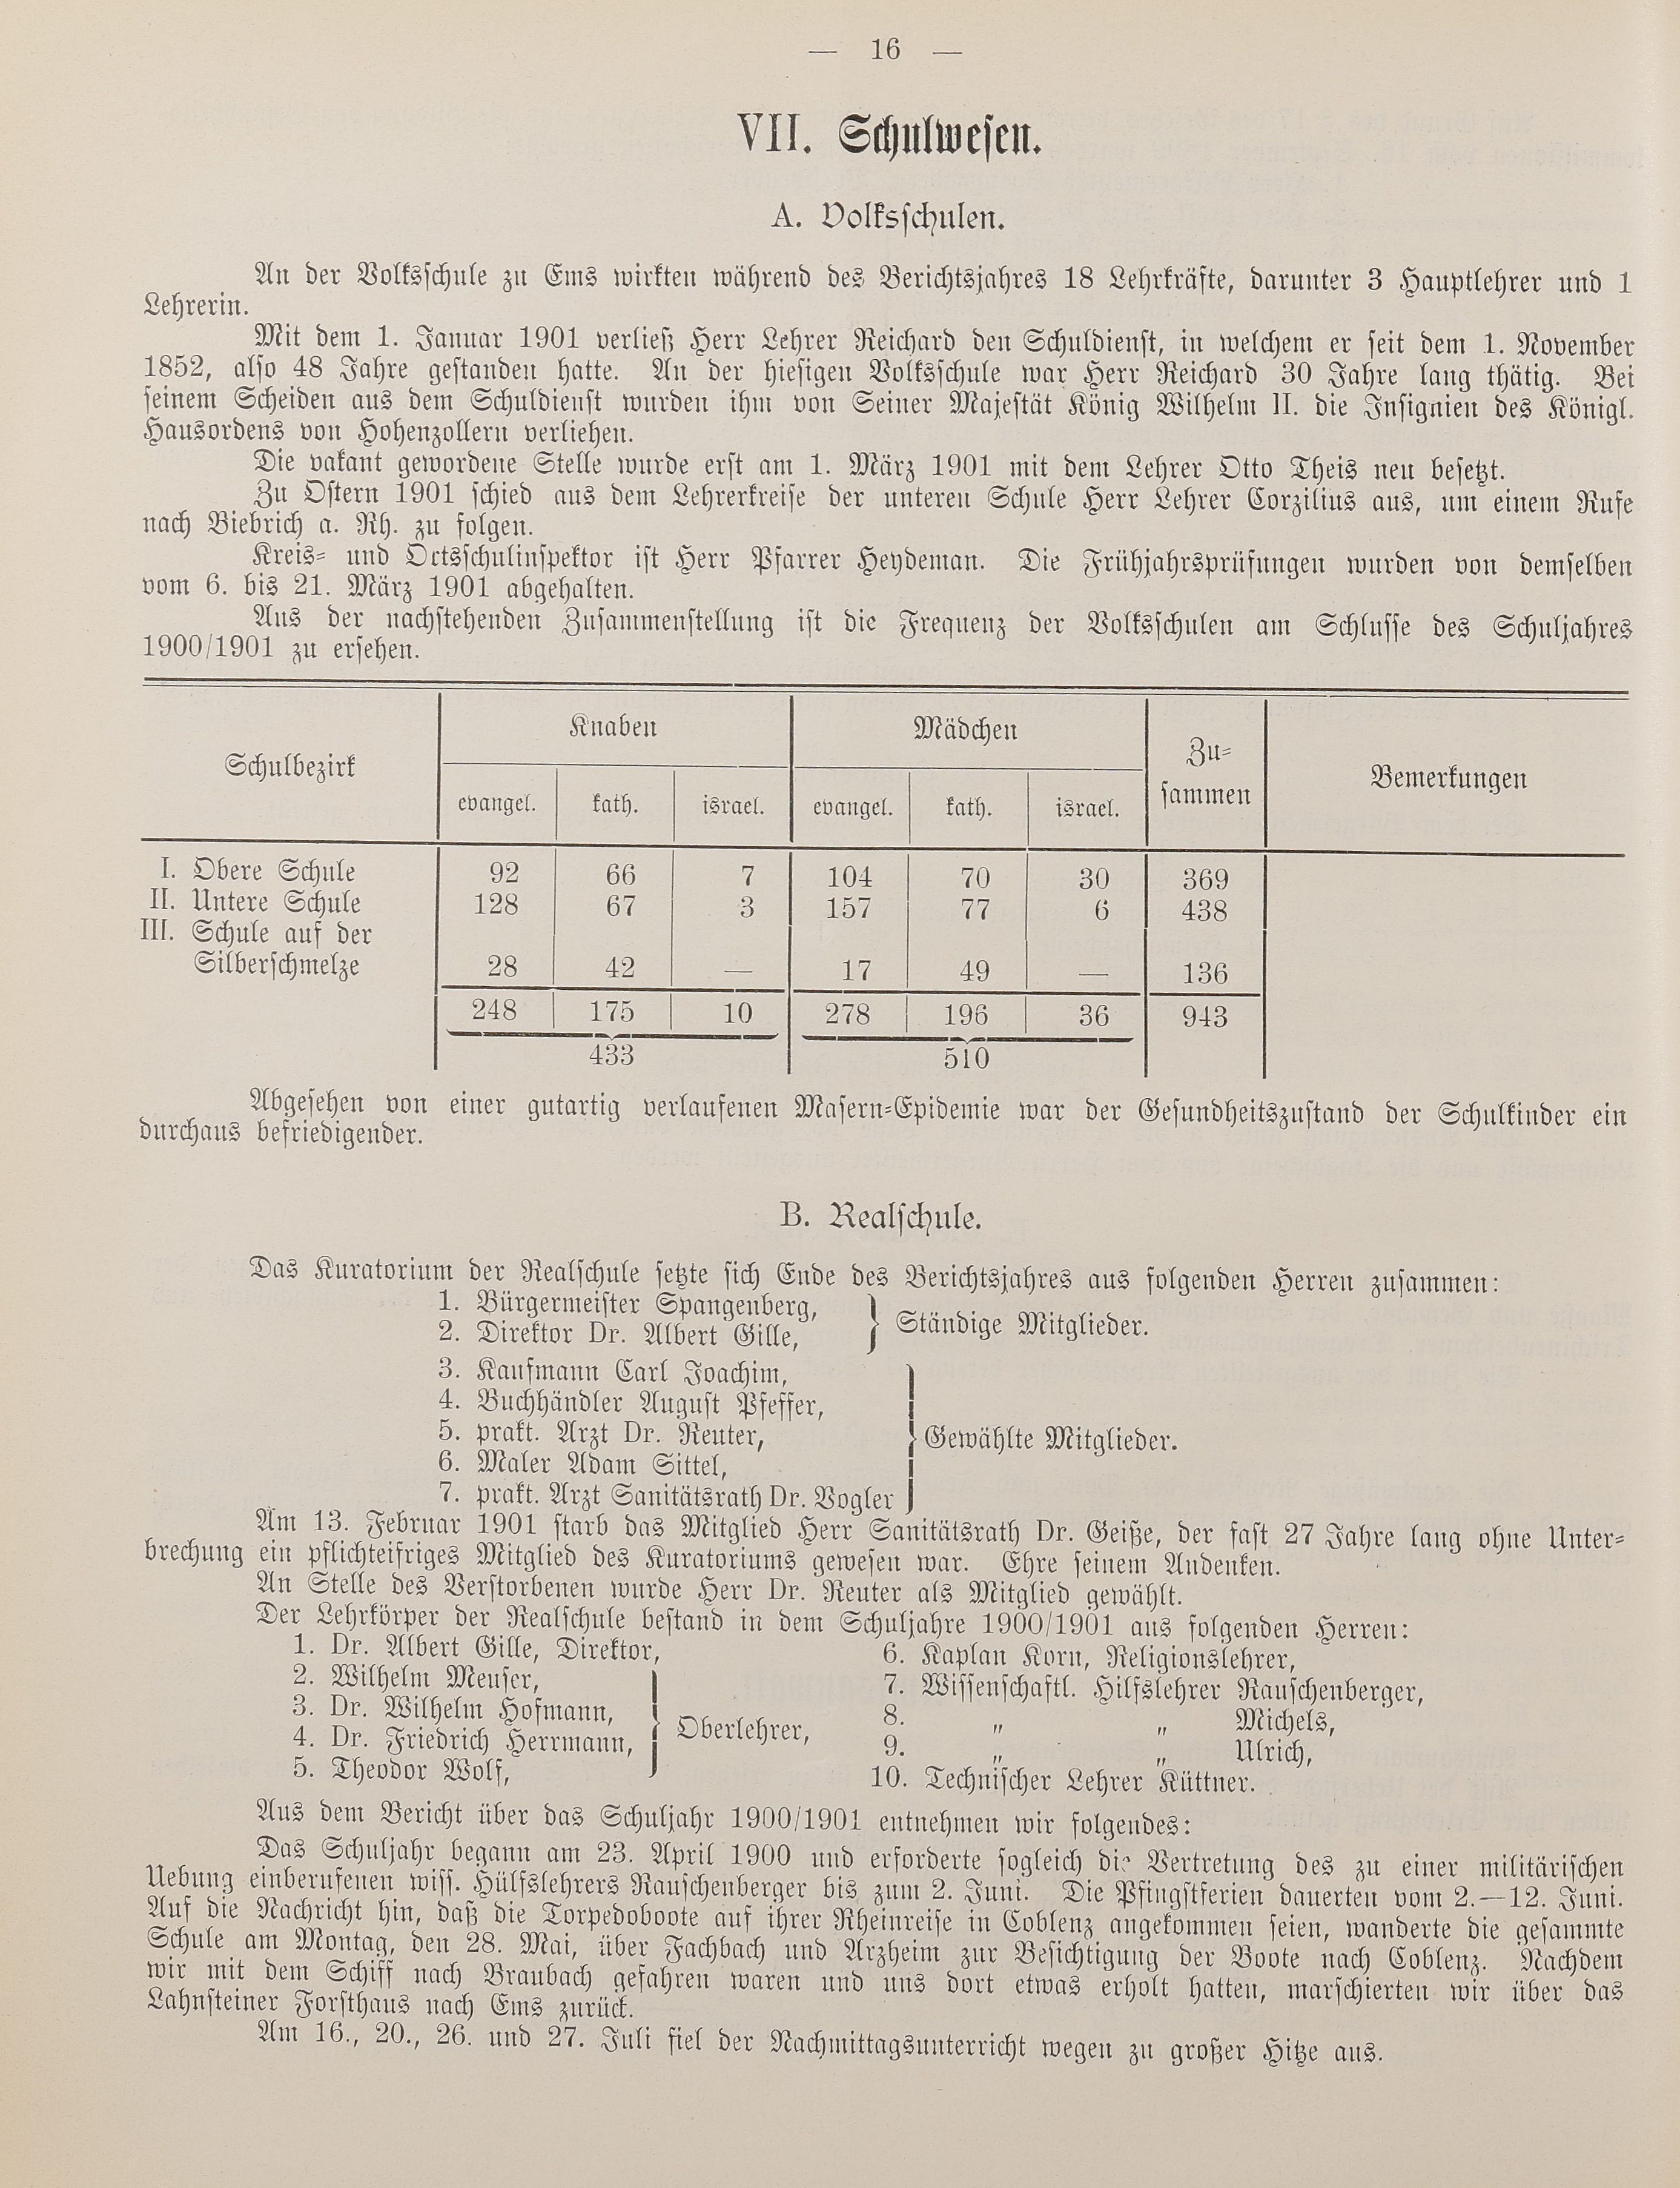 — 16 —
VII. Schulwesen.
A. Volksschulen.
An der Volksschule zu Ems wirkten während des Berichtsjahres 18 Lehrkräfte, darunter 3 Hauptlehrer und 1
Lehrerin.
Mit dem 1. Januar 1901 verließ Herr Lehrer Reichard den Schuldienst, in welchem er seit dem 1. November
1852, also 48 Jahre gestanden hatte. An der hiesigen Volksschule war Herr Reichard 30 Jahre lang thätig. Bei
seinem Scheiden aus dem Schuldienst wurden ihm von Seiner Majestät König Wilhelm II. die Insignien des Königl.
Hausordens von Hohenzollern verliehen.
Die vakant gewordene Stelle wurde erst am 1. März 1901 mit dem Lehrer Otto Theis neu besetzt.
Zu Ostern 1901 schied aus dem Lehrerkreise der unteren Schule Herr Lehrer Corzilius aus, um einem Rufe
nach Biebrich a. Rh. zu folgen.
Kreis- und Ortsschulinspektor ist Herr Pfarrer Heydeman. Die Frühjahrsprüfungen wurden von demselben
vom 6. bis 21. März 1901 abgehalten.
Aus der nachstehenden Zusammenstellung ist die Frequenz der Volksschulen am Schlusse des Schuljahres
1900/1901 zu ersehen.
Schulbezirk Knaben Mädchen Zu- Bemerkungen
sammen
evangel. kath. israel. evangel. kath. israel.
I. Obere Schule 92 66 7 104 70 30 369
II. Untere Schule 128 67 3 157 77 6 438
III. Schule auf der
Silberschmelze 28 42 — 17 49 — 136
248 175 10 278 196 36 943
433 510
Abgesehen von einer gutartig verlaufenen Masern-Epidemie war der Gesundheitszustand der Schulkinder ein
durchaus befriedigender.
B. Realschule.
Das Kuratorium der Realschule setzte sich Ende des Berichtsjahres aus folgenden Herren zusammen:
1. Bürgermeister Spangenberg,
2. Direktor Dr. Albert Gille,
} Ständige Mitglieder.
3. Kaufmann Carl Joachim,
4. Buchhändler August Pfeffer,
5. prakt. Arzt Dr. Reuter,
6. Maler Adam Sittel,
7. prakt. Arzt Sanitätsrath Dr. Vogler
} Gewählte Mitglieder.
Am 13. Februar 1901 starb das Mitglied Herr Sanitätsrath Dr. Geiße, der fast 27 Jahre lang ohne Unter-
brechung ein pflichteifriges Mitglied des Kuratoriums gewesen war. Ehre seinem Andenken.
An Stelle des Verstorbenen wurde Herr Dr. Reuter als Mitglied gewählt.
Der Lehrkörper der Realschule bestand in dem Schuljahre 1900/1901 aus folgenden Herren:
1. Dr. Albert Gille, Direktor,
2. Wilhelm Meuser,
3. Dr. Wilhelm Hofmann,
4. Dr. Friedrich Herrmann,
5. Theodor Wolf,
} Oberlehrer,
6. Kaplan Korn, Religionslehrer,
7. Wissenschaftl. Hilfslehrer Rauschenberger,
8. „ „ Michels,
9. „ „ Ulrich,
10. Technischer Lehrer Küttner.
Aus dem Bericht über das Schuljahr 1900/1901 entnehmen wir folgendes:
Das Schuljahr begann am 23. April 1900 und erforderte sogleich die Vertretung des zu einer militärischen
Uebung einberufenen wiss. Hülfslehrers Rauschenberger bis zum 2. Juni. Die Pfingstferien dauerten vom 2.—12. Juni.
Auf die Nachricht hin, daß die Torpedoboote auf ihrer Rheinreise in Coblenz angekommen seien, wanderte die gesammte
Schule am Montag, den 28. Mai, über Fachbach und Arzheim zur Besichtigung der Boote nach Coblenz. Nachdem
wir mit dem Schiff nach Braubach gefahren waren und uns dort etwas erholt hatten, marschierten wir über das
Lahnsteiner Forsthaus nach Ems zurück.
Am 16., 20., 26. und 27. Juli fiel der Nachmittagsunterricht wegen zu großer Hitze aus.